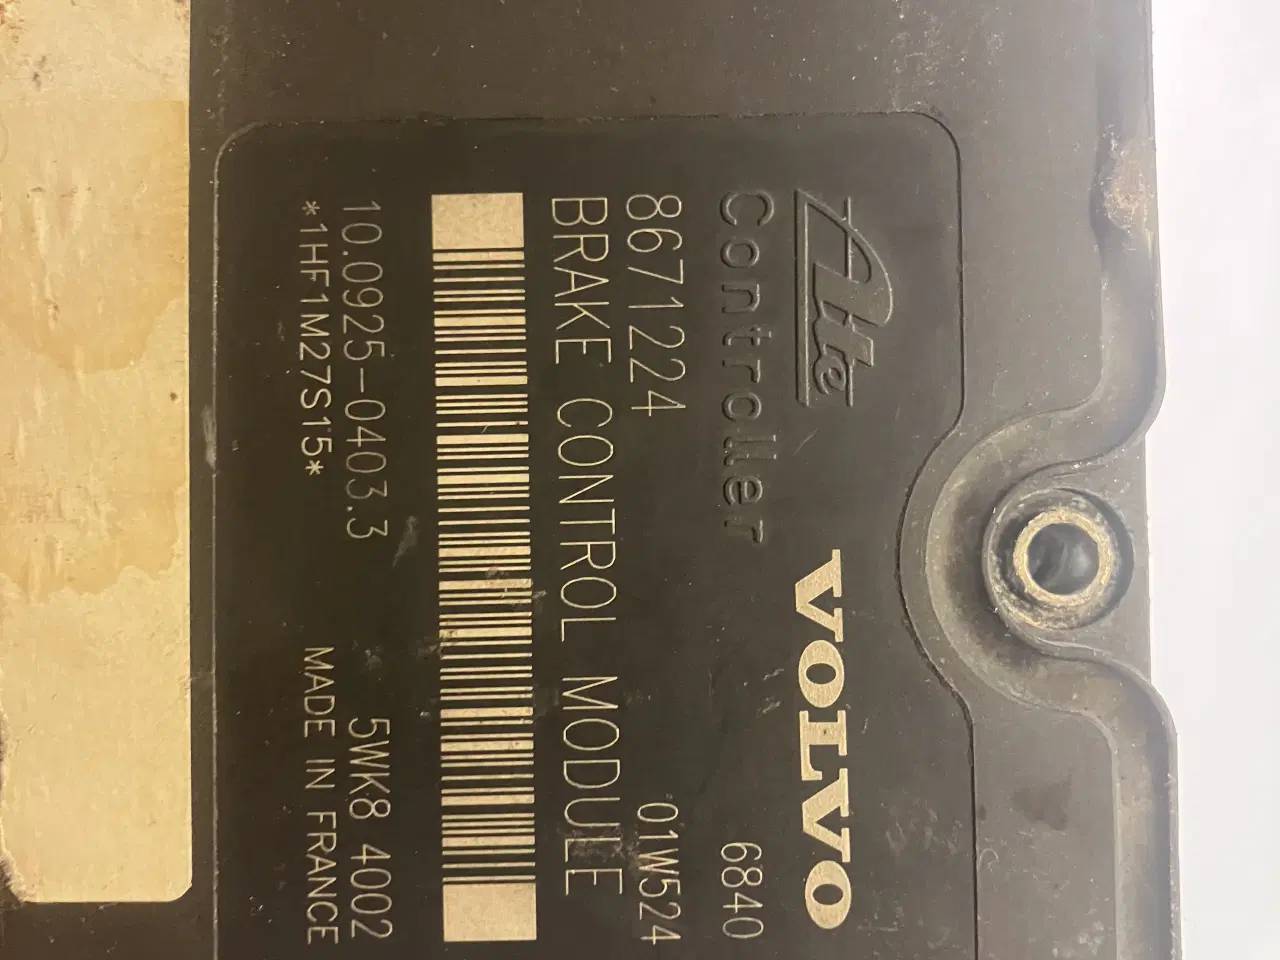 Ate VOLVO
Controller 6840
8671224 01W524
BRAKE CONTROL MODULE
10.0925-0403.3 5WK8 4002
*1HF1M27S15* MADE IN FRANCE